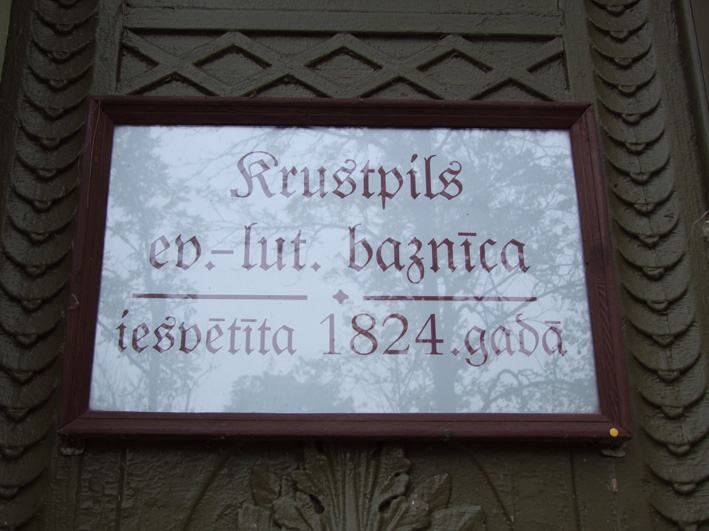 Krustpils
ev.-lut. baznīca
iesvētīta 1824.gadā